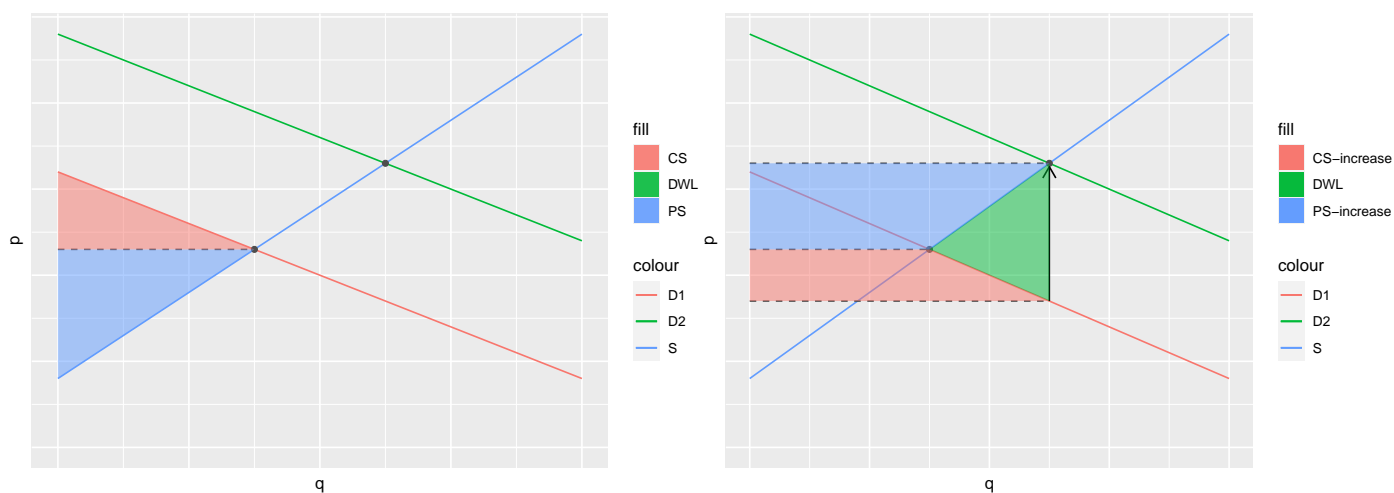 p
q
fill
CS
DWL
PS
colour
D1
D2
S
p
q
fill
CS−increase
DWL
PS−increase
colour
D1
D2
S